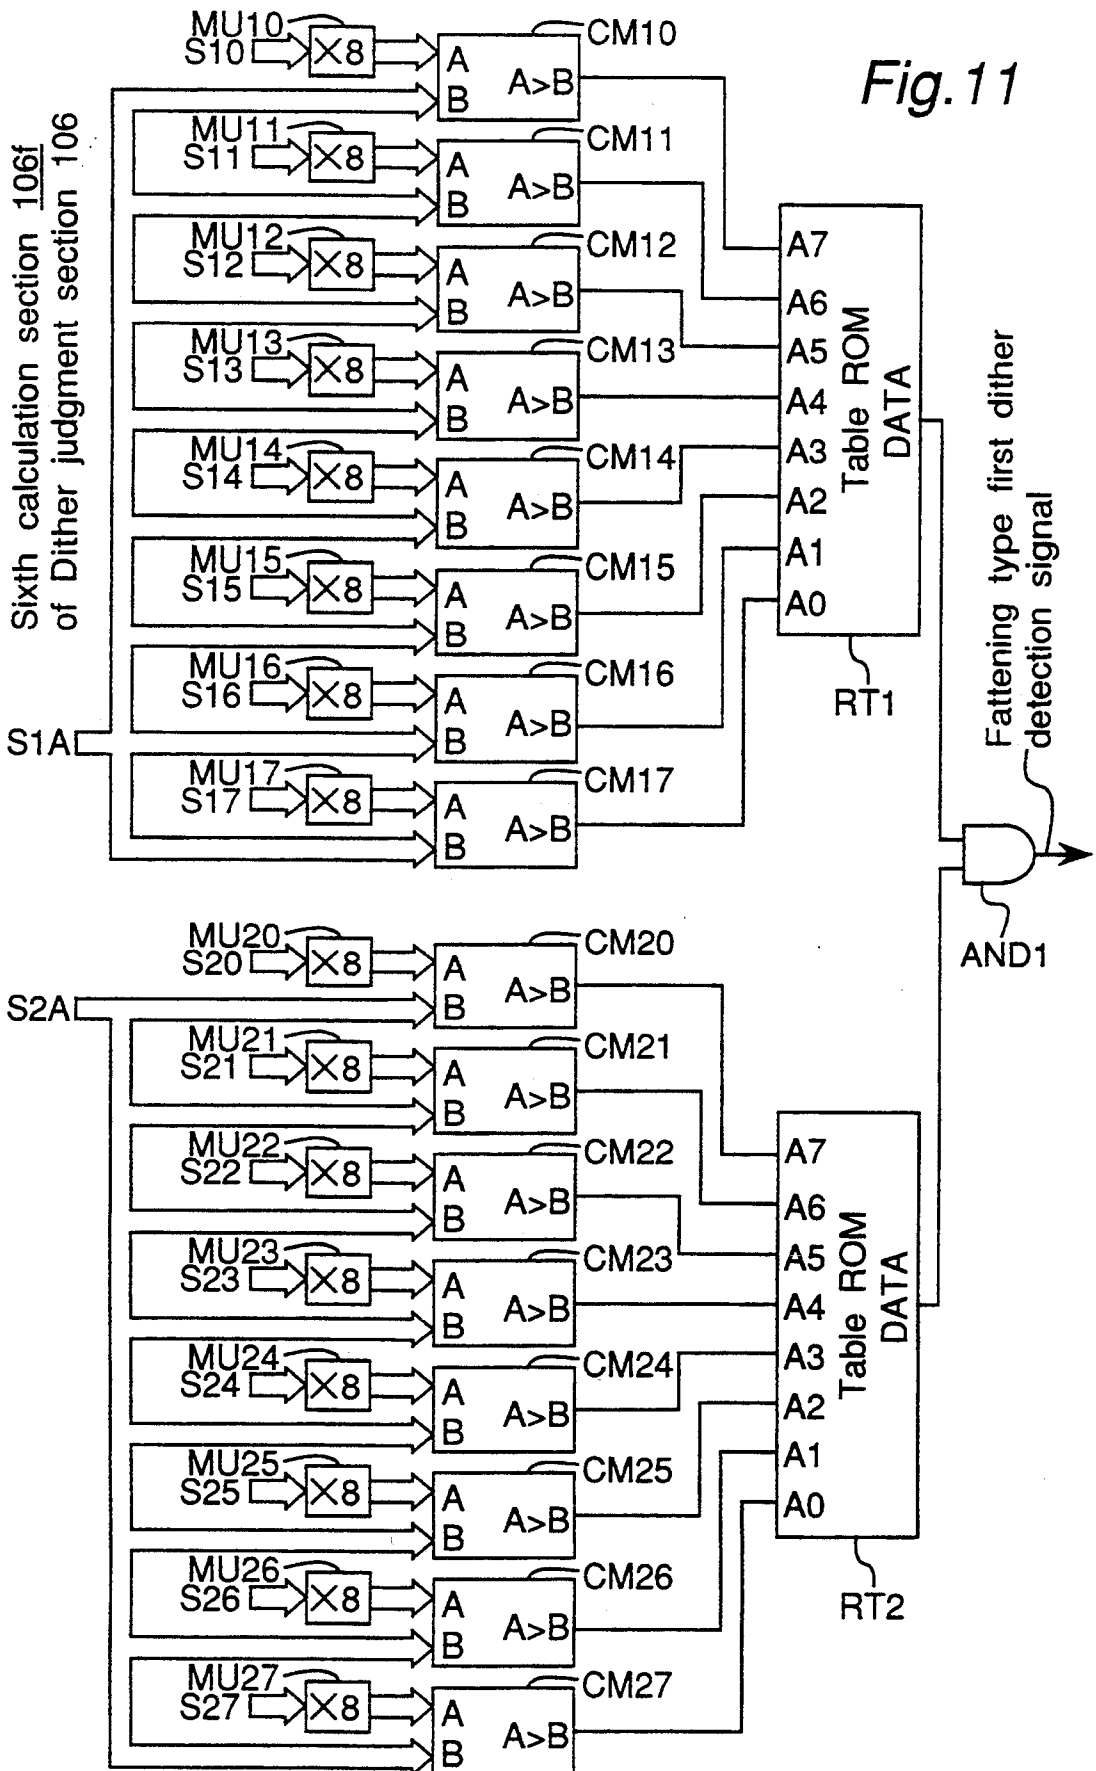 Fig.11
Sixth calculation section 106f
of Dither judgment section 106
MU10
S10
×8
A
B
A>B
CM10
MU11
S11
×8
A
B
A>B
CM11
MU12
S12
×8
A
B
A>B
CM12
MU13
S13
×8
A
B
A>B
CM13
MU14
S14
×8
A
B
A>B
CM14
MU15
S15
×8
A
B
A>B
CM15
MU16
S16
×8
A
B
A>B
CM16
S1A
MU17
S17
×8
A
B
A>B
CM17
A7
A6
A5
A4
A3
A2
A1
A0
Table ROM
DATA
RT1
Fattening type first dither
detection signal
AND1
MU20
S20
×8
A
B
A>B
CM20
S2A
MU21
S21
×8
A
B
A>B
CM21
MU22
S22
×8
A
B
A>B
CM22
MU23
S23
×8
A
B
A>B
CM23
MU24
S24
×8
A
B
A>B
CM24
MU25
S25
×8
A
B
A>B
CM25
MU26
S26
×8
A
B
A>B
CM26
MU27
S27
×8
A
B
A>B
CM27
A7
A6
A5
A4
A3
A2
A1
A0
Table ROM
DATA
RT2